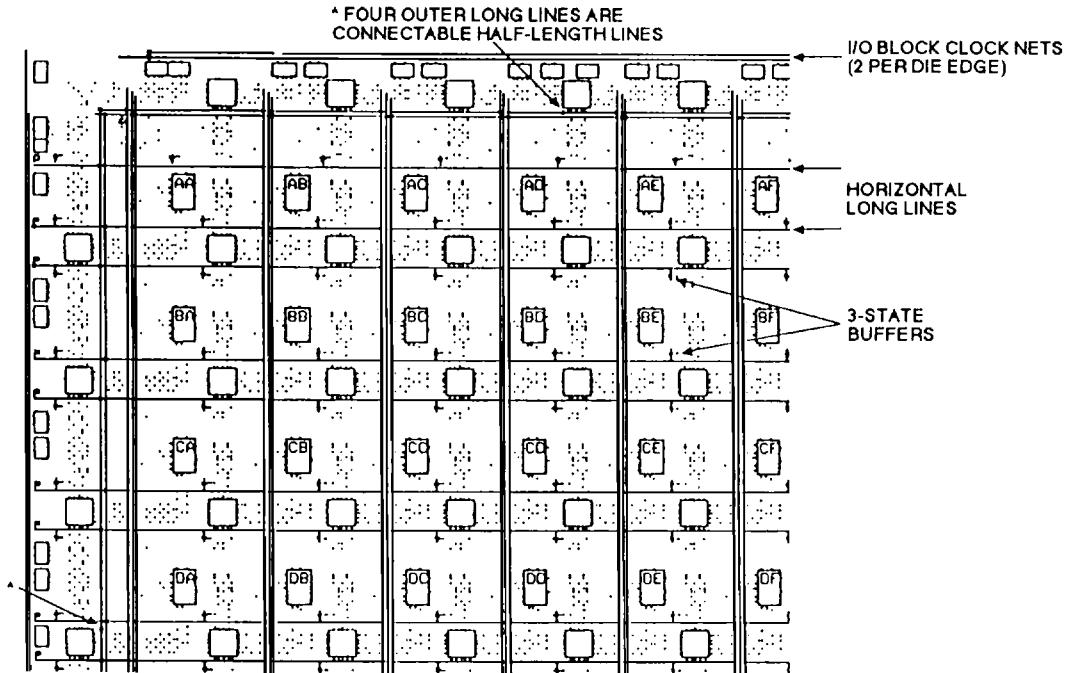 * FOUR OUTER LONG LINES ARE
CONNECTABLE HALF-LENGTH LINES
I/O BLOCK CLOCK NETS
(2 PER DIE EDGE)
AA AB AC AD AE AF
HORIZONTAL
LONG LINES
BA BB BC BD BE BF
3-STATE
BUFFERS
CA CB CC CD CE CF
DA DB DC DD DE DF
*